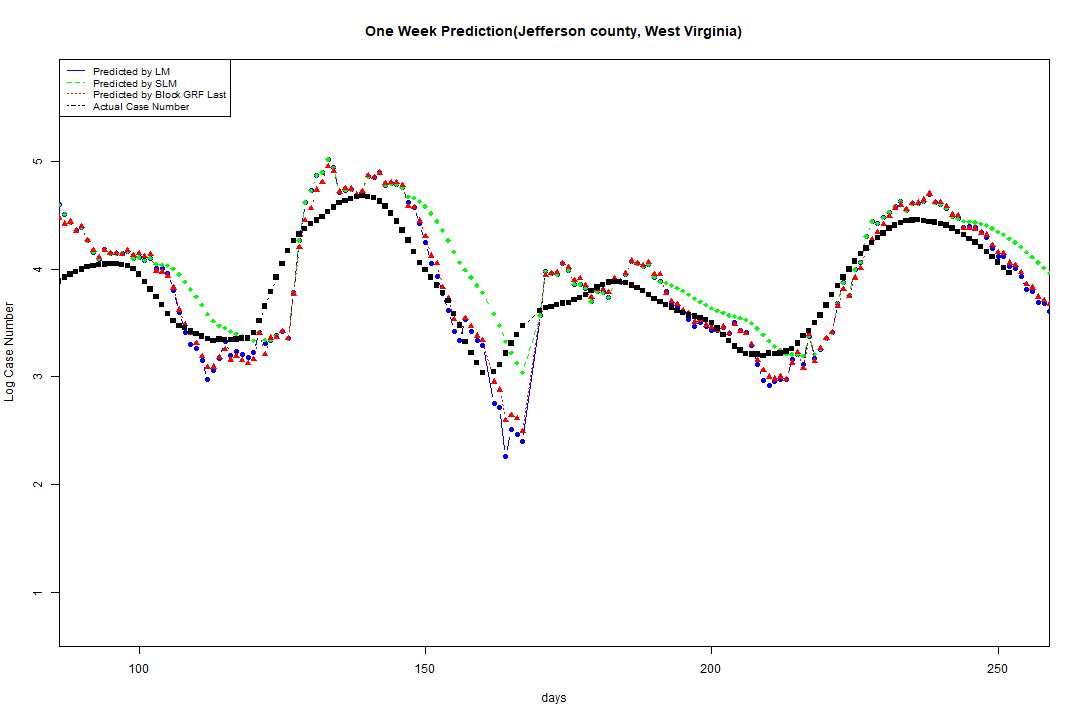 One Week Prediction(Jefferson county, West Virginia)
Predicted by LM
Predicted by SLM
Predicted by Block GRF Last
Actual Case Number
5
4
3
2
1
Log Case Number
100 150 200 250
days